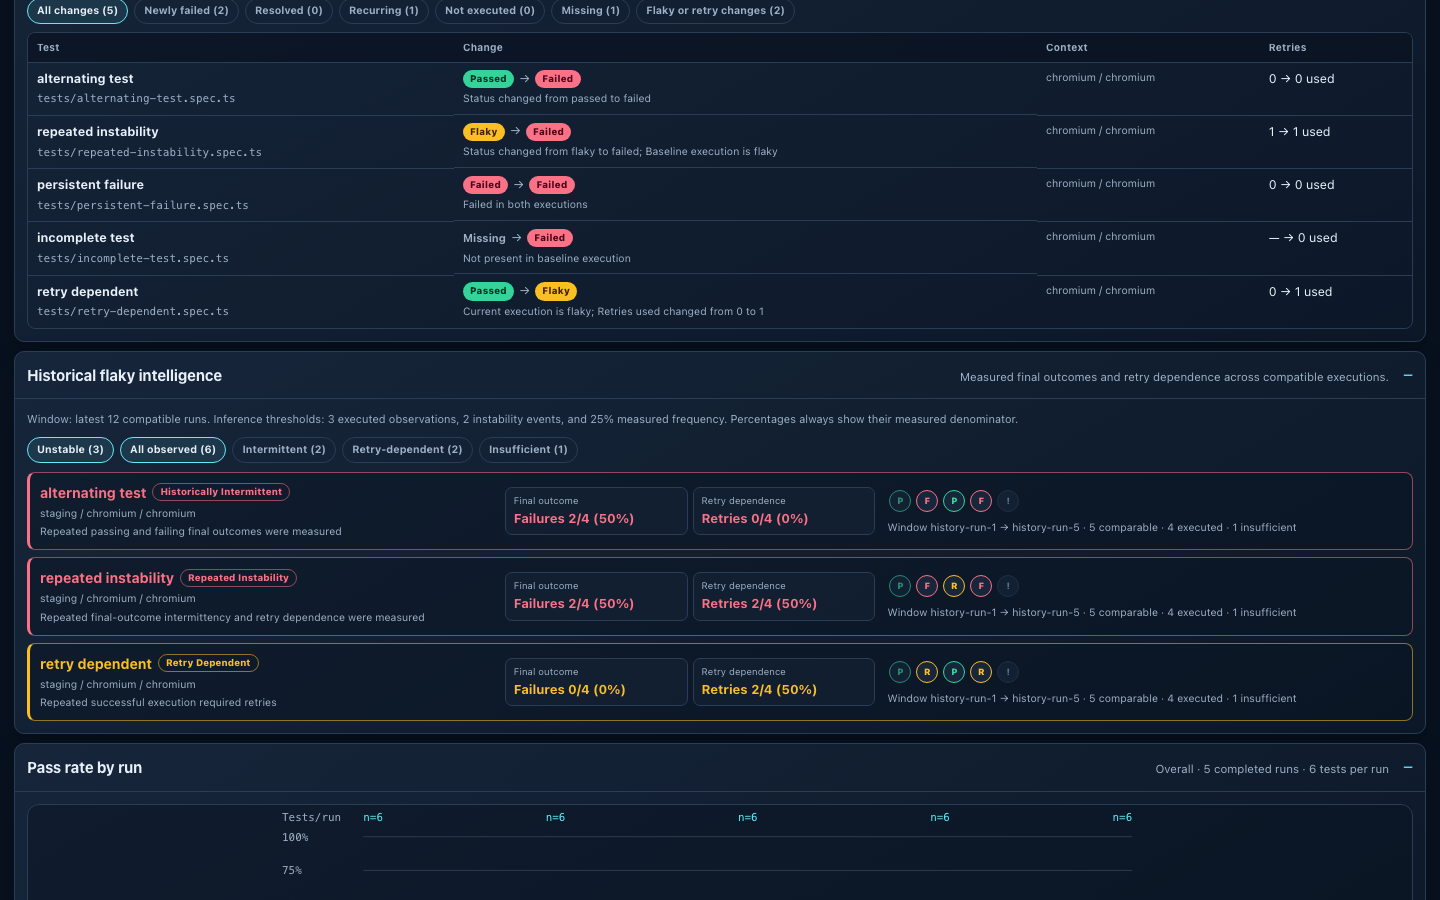 All changes (5) Newly failed (2) Resolved (0) Recurring (1) Not executed (0) Missing (1) Flaky or retry changes (2)
Test Change Context Retries
alternating test Passed → Failed chromium / chromium 0 → 0 used
tests/alternating-test.spec.ts Status changed from passed to failed
repeated instability Flaky → Failed chromium / chromium 1 → 1 used
tests/repeated-instability.spec.ts Status changed from flaky to failed; Baseline execution is flaky
persistent failure Failed → Failed chromium / chromium 0 → 0 used
tests/persistent-failure.spec.ts Failed in both executions
incomplete test Missing → Failed chromium / chromium — → 0 used
tests/incomplete-test.spec.ts Not present in baseline execution
retry dependent Passed → Flaky chromium / chromium 0 → 1 used
tests/retry-dependent.spec.ts Current execution is flaky; Retries used changed from 0 to 1
Historical flaky intelligence Measured final outcomes and retry dependence across compatible executions. −
Window: latest 12 compatible runs. Inference thresholds: 3 executed observations, 2 instability events, and 25% measured frequency. Percentages always show their measured denominator.
Unstable (3) All observed (6) Intermittent (2) Retry-dependent (2) Insufficient (1)
alternating test Historically Intermittent
staging / chromium / chromium
Repeated passing and failing final outcomes were measured
Final outcome
Failures 2/4 (50%)
Retry dependence
Retries 0/4 (0%)
P F P F !
Window history-run-1 → history-run-5 · 5 comparable · 4 executed · 1 insufficient
repeated instability Repeated Instability
staging / chromium / chromium
Repeated final-outcome intermittency and retry dependence were measured
Final outcome
Failures 2/4 (50%)
Retry dependence
Retries 2/4 (50%)
P F R F !
Window history-run-1 → history-run-5 · 5 comparable · 4 executed · 1 insufficient
retry dependent Retry Dependent
staging / chromium / chromium
Repeated successful execution required retries
Final outcome
Failures 0/4 (0%)
Retry dependence
Retries 2/4 (50%)
P R P R !
Window history-run-1 → history-run-5 · 5 comparable · 4 executed · 1 insufficient
Pass rate by run Overall · 5 completed runs · 6 tests per run −
Tests/run n=6 n=6 n=6 n=6 n=6
100%
75%